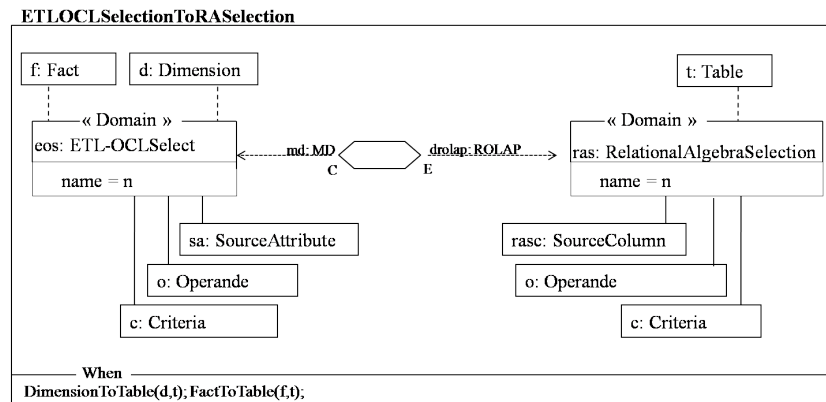 ETLOCLSelectionToRASelection
f: Fact
d: Dimension
t: Table
« Domain »
eos: ETL-OCLSelect
name = n
md: MD
C
drolap: ROLAP
E
« Domain »
ras: RelationalAlgebraSelection
name = n
sa: SourceAttribute
o: Operande
c: Criteria
rasc: SourceColumn
o: Operande
c: Criteria
When
DimensionToTable(d,t); FactToTable(f,t);